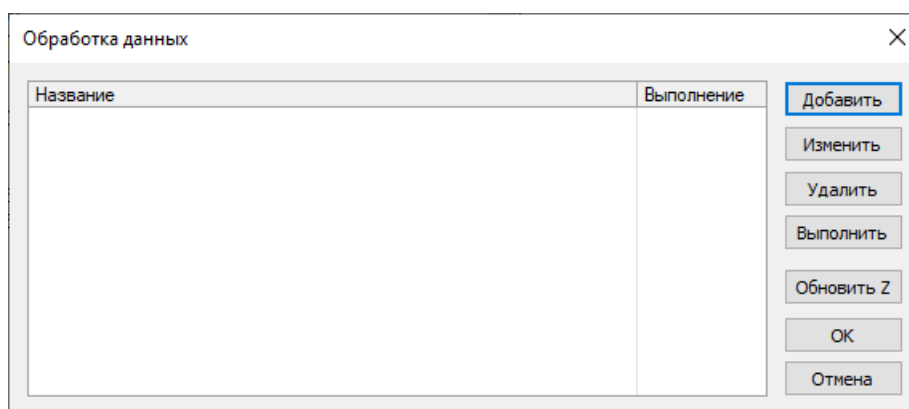 Обработка данных
Название Выполнение
Добавить
Изменить
Удалить
Выполнить
Обновить Z
OK
Отмена